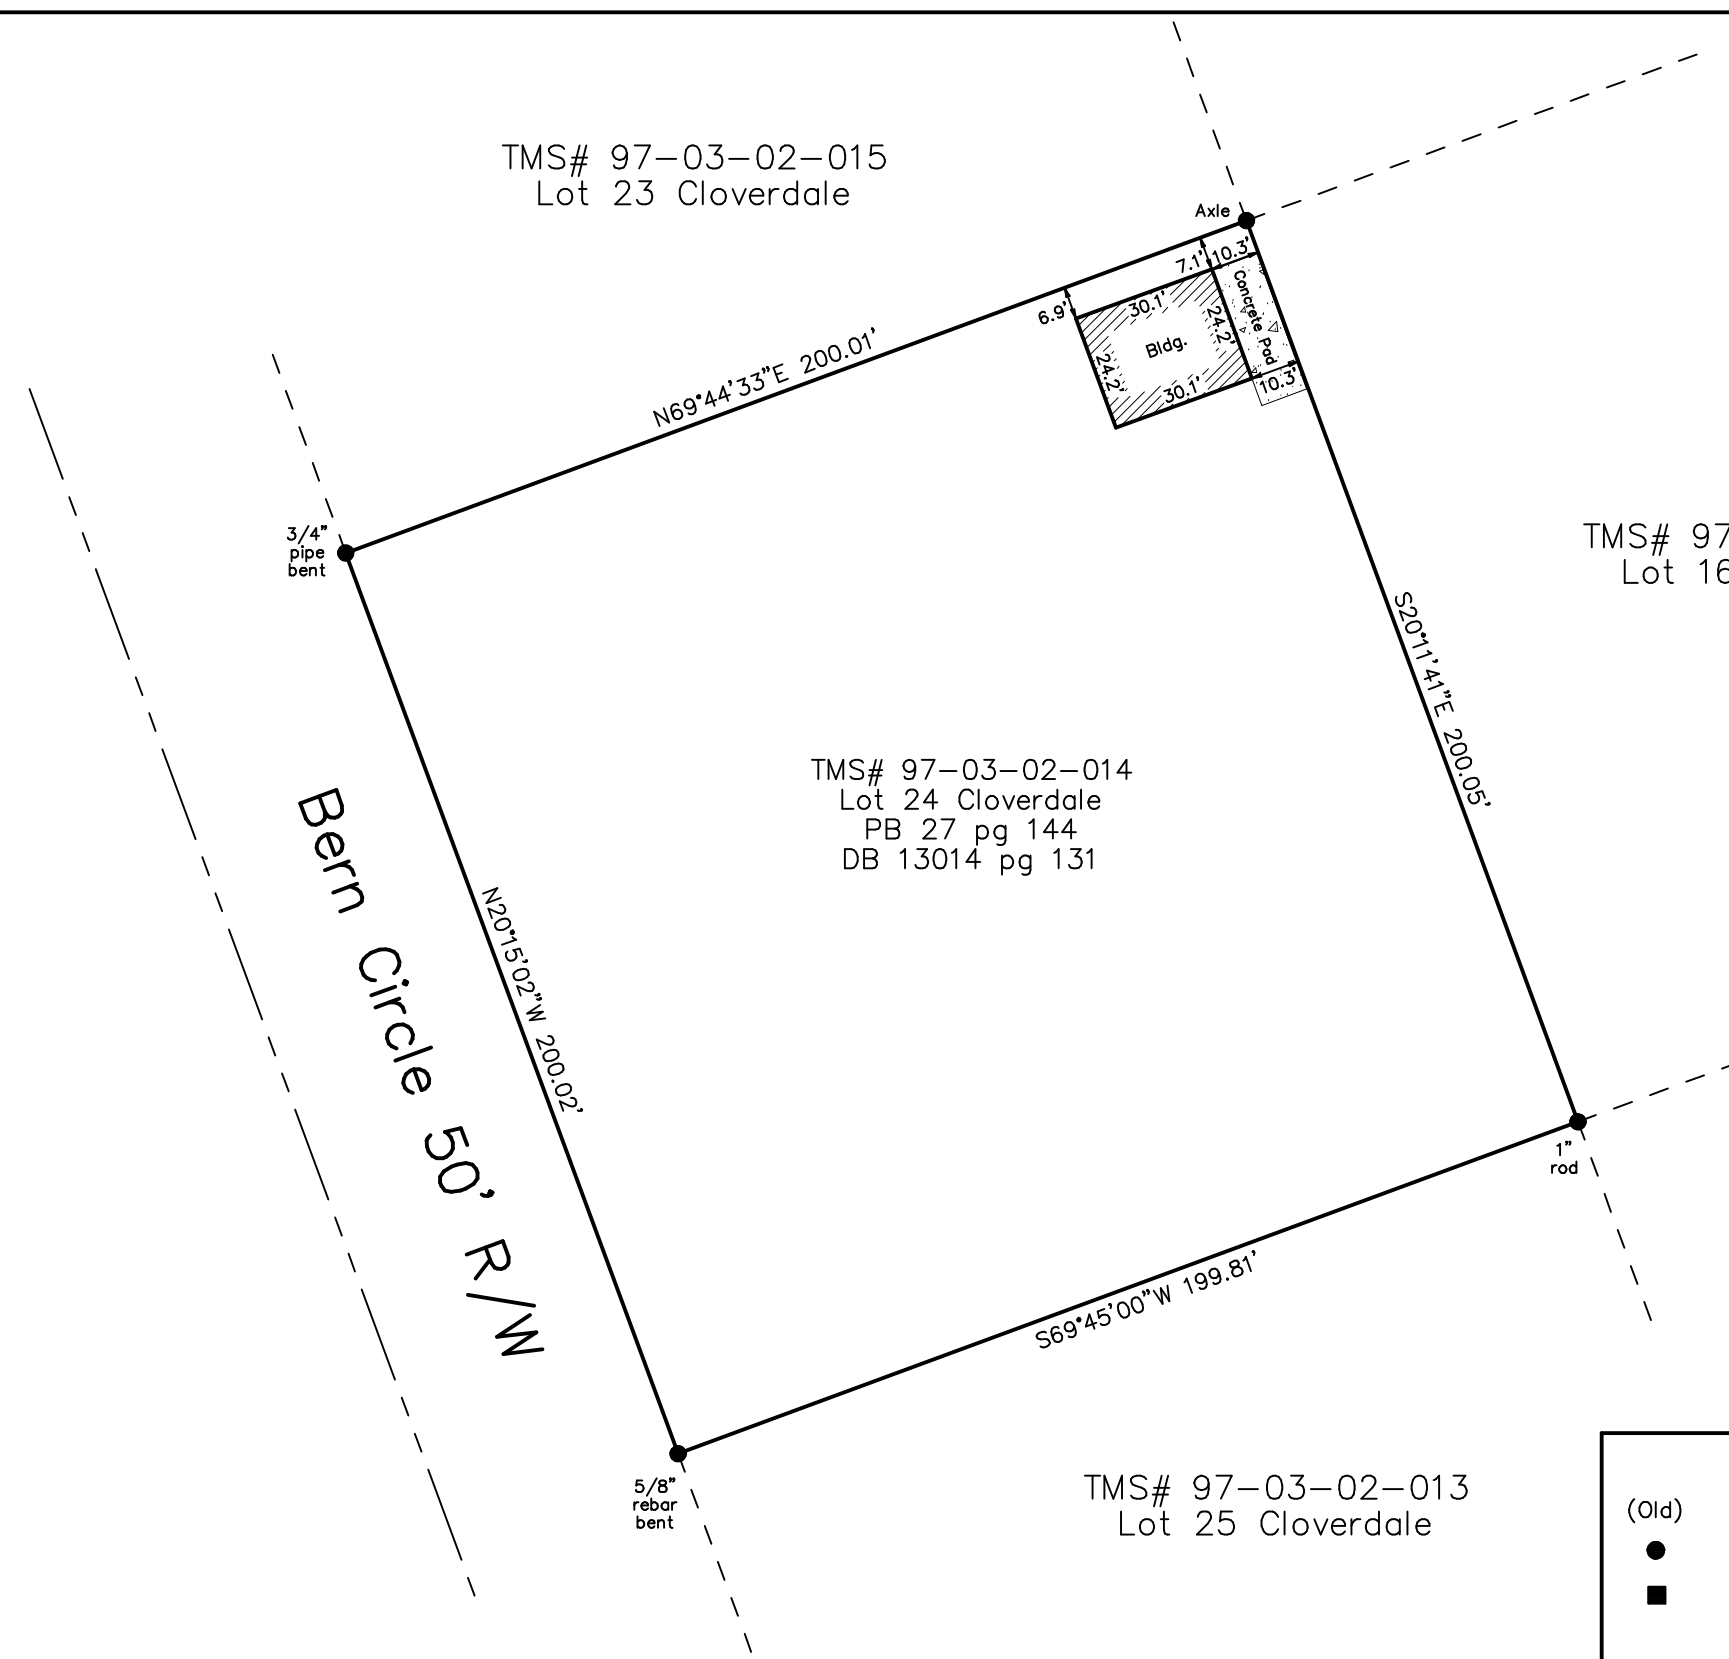 TMS# 97-03-02-015
Lot 23 Cloverdale
Axle
7.1'
10.3'
6.9'
30.1'
Concrete Pad
24.2'
Bldg.
24.2'
30.1'
10.3'
N69°44'33"E 200.01'
3/4"
pipe
bent
TMS# 97
Lot 16
S20°11'41"E 200.05'
TMS# 97-03-02-014
Lot 24 Cloverdale
PB 27 pg 144
DB 13014 pg 131
Bern Circle 50' R/W
N20°15'02"W 200.02'
1"
rod
S69°45'00"W 199.81'
5/8"
rebar
bent
TMS# 97-03-02-013
Lot 25 Cloverdale
(Old)